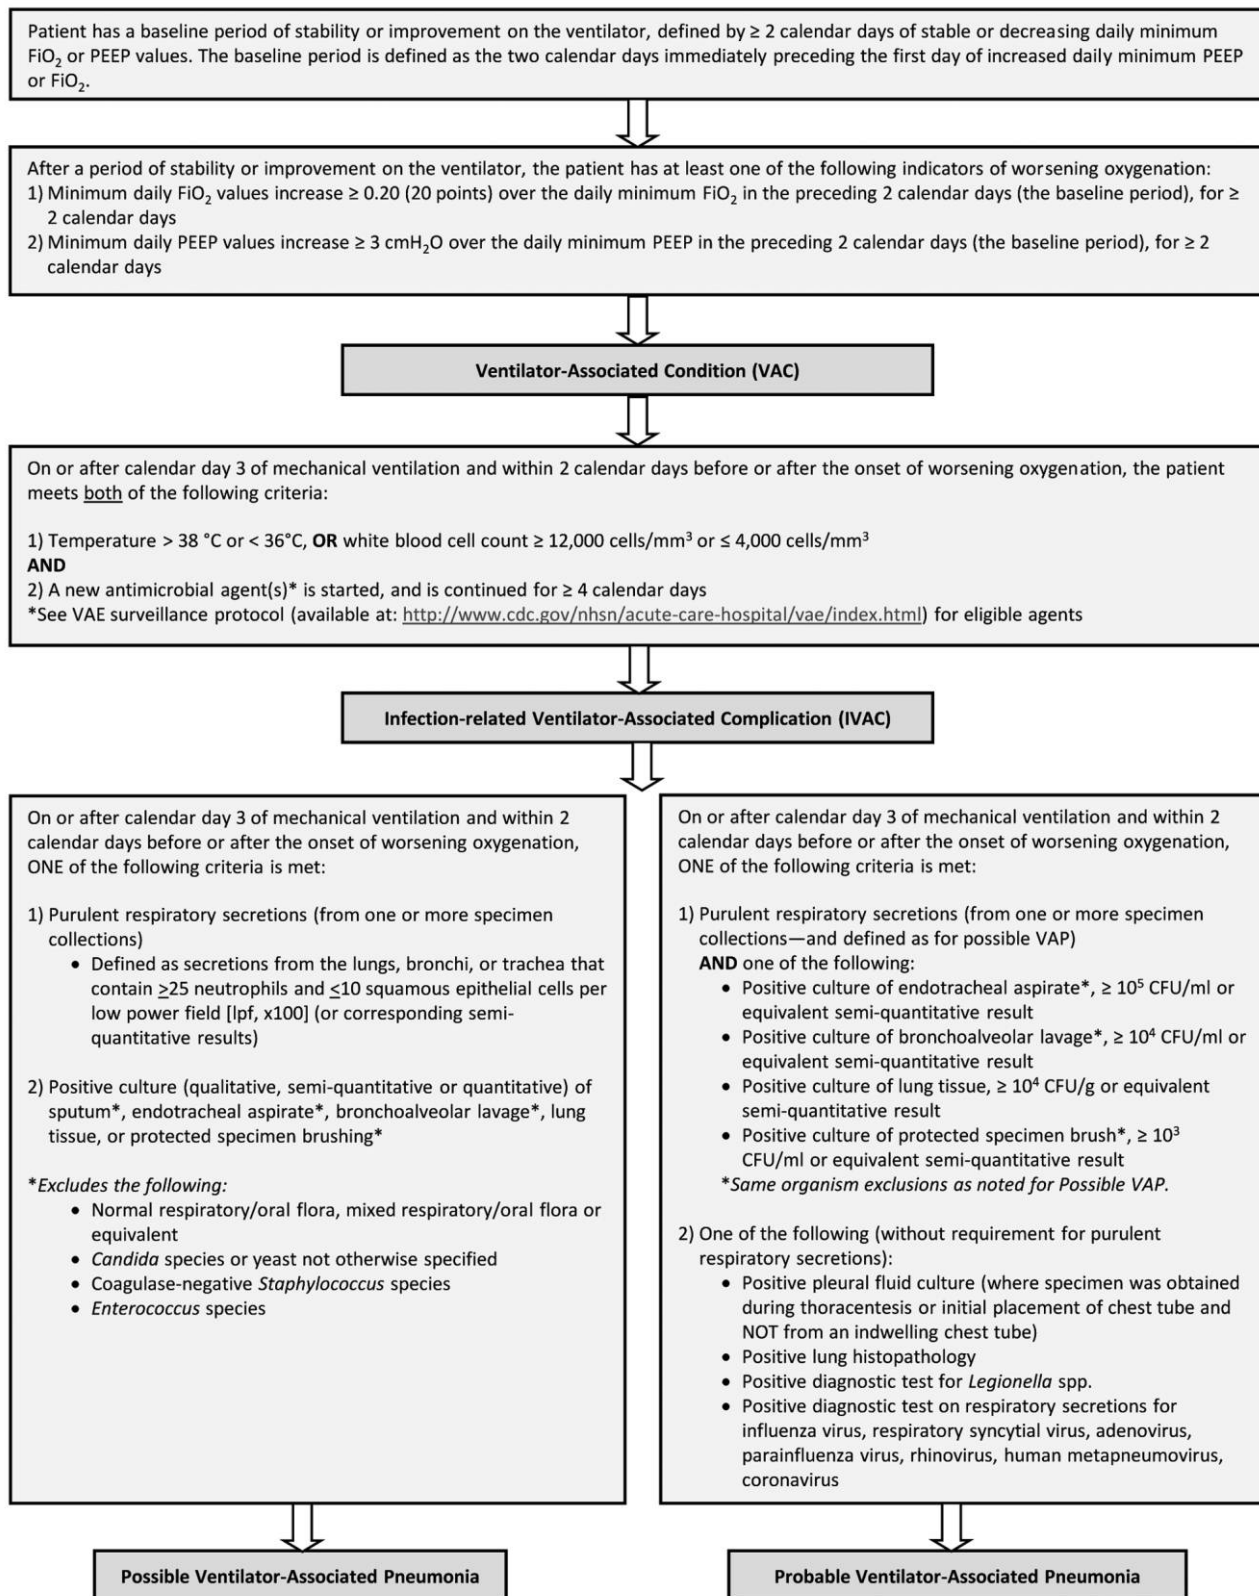 Patient has a baseline period of stability or improvement on the ventilator, defined by ≥ 2 calendar days of stable or decreasing daily minimum
FiO₂ or PEEP values. The baseline period is defined as the two calendar days immediately preceding the first day of increased daily minimum PEEP
or FiO₂.
After a period of stability or improvement on the ventilator, the patient has at least one of the following indicators of worsening oxygenation:
1) Minimum daily FiO₂ values increase ≥ 0.20 (20 points) over the daily minimum FiO₂ in the preceding 2 calendar days (the baseline period), for ≥
2 calendar days
2) Minimum daily PEEP values increase ≥ 3 cmH₂O over the daily minimum PEEP in the preceding 2 calendar days (the baseline period), for ≥ 2
calendar days
Ventilator-Associated Condition (VAC)
On or after calendar day 3 of mechanical ventilation and within 2 calendar days before or after the onset of worsening oxygenation, the patient
meets both of the following criteria:
1) Temperature > 38 °C or < 36°C, OR white blood cell count ≥ 12,000 cells/mm³ or ≤ 4,000 cells/mm³
AND
2) A new antimicrobial agent(s)* is started, and is continued for ≥ 4 calendar days
*See VAE surveillance protocol (available at: http://www.cdc.gov/nhsn/acute-care-hospital/vae/index.html) for eligible agents
Infection-related Ventilator-Associated Complication (IVAC)
On or after calendar day 3 of mechanical ventilation and within 2
calendar days before or after the onset of worsening oxygenation,
ONE of the following criteria is met:
1) Purulent respiratory secretions (from one or more specimen
collections)
• Defined as secretions from the lungs, bronchi, or trachea that
contain ≥25 neutrophils and ≤10 squamous epithelial cells per
low power field [lpf, x100] (or corresponding semi-
quantitative results)
2) Positive culture (qualitative, semi-quantitative or quantitative) of
sputum*, endotracheal aspirate*, bronchoalveolar lavage*, lung
tissue, or protected specimen brushing*
*Excludes the following:
• Normal respiratory/oral flora, mixed respiratory/oral flora or
equivalent
• Candida species or yeast not otherwise specified
• Coagulase-negative Staphylococcus species
• Enterococcus species
Possible Ventilator-Associated Pneumonia
On or after calendar day 3 of mechanical ventilation and within 2
calendar days before or after the onset of worsening oxygenation,
ONE of the following criteria is met:
1) Purulent respiratory secretions (from one or more specimen
collections—and defined as for possible VAP)
AND one of the following:
• Positive culture of endotracheal aspirate*, ≥ 10⁵ CFU/ml or
equivalent semi-quantitative result
• Positive culture of bronchoalveolar lavage*, ≥ 10⁴ CFU/ml or
equivalent semi-quantitative result
• Positive culture of lung tissue, ≥ 10⁴ CFU/g or equivalent
semi-quantitative result
• Positive culture of protected specimen brush*, ≥ 10³
CFU/ml or equivalent semi-quantitative result
*Same organism exclusions as noted for Possible VAP.
2) One of the following (without requirement for purulent
respiratory secretions):
• Positive pleural fluid culture (where specimen was obtained
during thoracentesis or initial placement of chest tube and
NOT from an indwelling chest tube)
• Positive lung histopathology
• Positive diagnostic test for Legionella spp.
• Positive diagnostic test on respiratory secretions for
influenza virus, respiratory syncytial virus, adenovirus,
parainfluenza virus, rhinovirus, human metapneumovirus,
coronavirus
Probable Ventilator-Associated Pneumonia